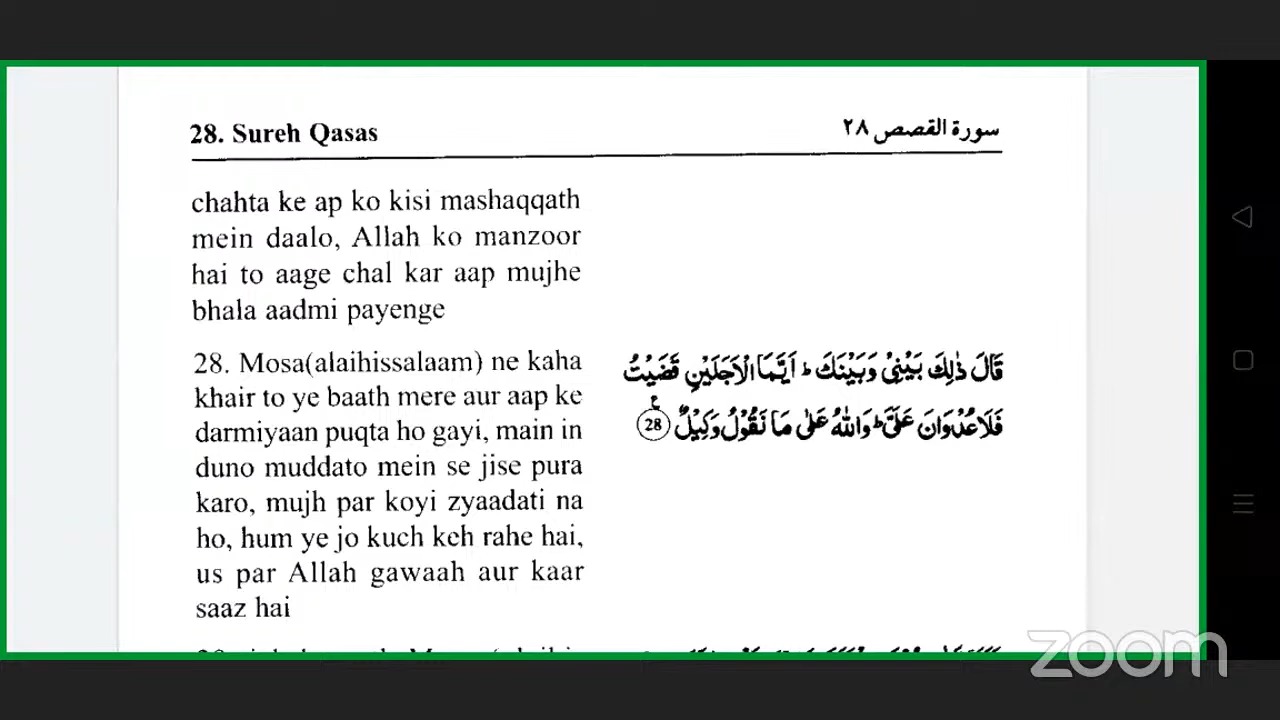 28. Sureh Qasas
سورة القصص ٢٨
chahta ke ap ko kisi mashaqqath
mein daalo, Allah ko manzoor
hai to aage chal kar aap mujhe
bhala aadmi payenge
28. Mosa(alaihissalaam) ne kaha
khair to ye baath mere aur aap ke
darmiyaan puqta ho gayi, main in
duno muddato mein se jise pura
karo, mujh par koyi zyaadati na
ho, hum ye jo kuch keh rahe hai,
us par Allah gawaah aur kaar
saaz hai
قَالَ ذٰلِكَ بَيْنِيْ وَبَيْنَكَ ؕ اَيَّمَا الْاَجَلَيْنِ قَضَيْتُ
فَلَا عُدْوَانَ عَلَيَّ ؕ وَاللّٰهُ عَلٰى مَا نَقُوْلُ وَكِيْلٌ 28 ع
zoom